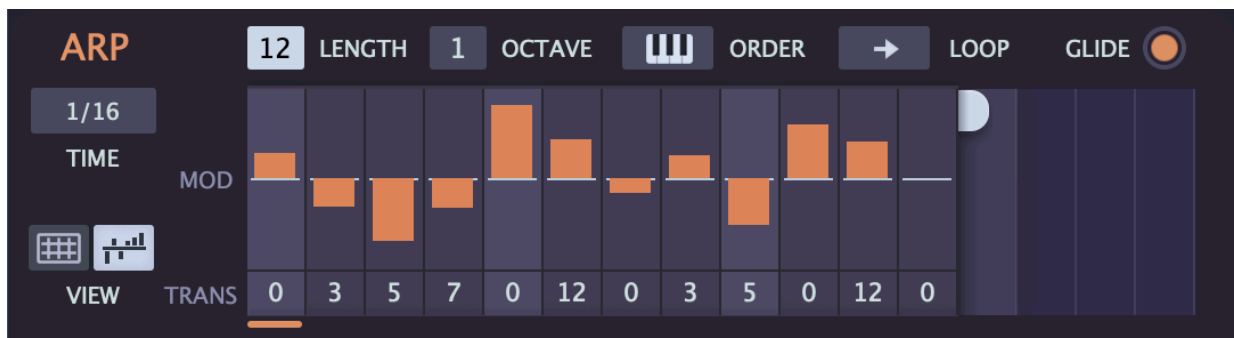 ARP 12 LENGTH 1 OCTAVE ORDER LOOP GLIDE
1/16
TIME
MOD
VIEW TRANS 0 3 5 7 0 12 0 3 5 0 12 0